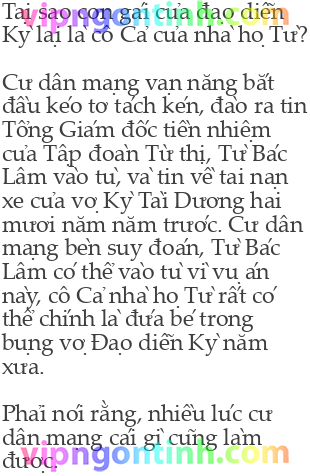 Tại sao con gái của đạo diễn
Kỳ lại là cô Cả của nhà họ Từ?
Cư dân mạng vạn năng bắt
đầu kéo tơ tách kén, đào ra tin
Tổng Giám đốc tiền nhiệm
của Tập đoàn Từ thị, Từ Bác
Lâm vào tù, và tin về tai nạn
xe của vợ Kỳ Tài Dương hai
mươi năm năm trước. Cư dân
mạng bèn suy đoán, Từ Bác
Lâm có thể vào tù vì vụ án
này, cô Cả nhà họ Từ rất có
thể chính là đứa bé trong
bụng vợ Đạo diễn Kỳ năm
xưa.
Phải nói rằng, nhiều lúc cư
dân mạng cái gì cũng làm
được.
vipngontinh.com
vipngontinh.com